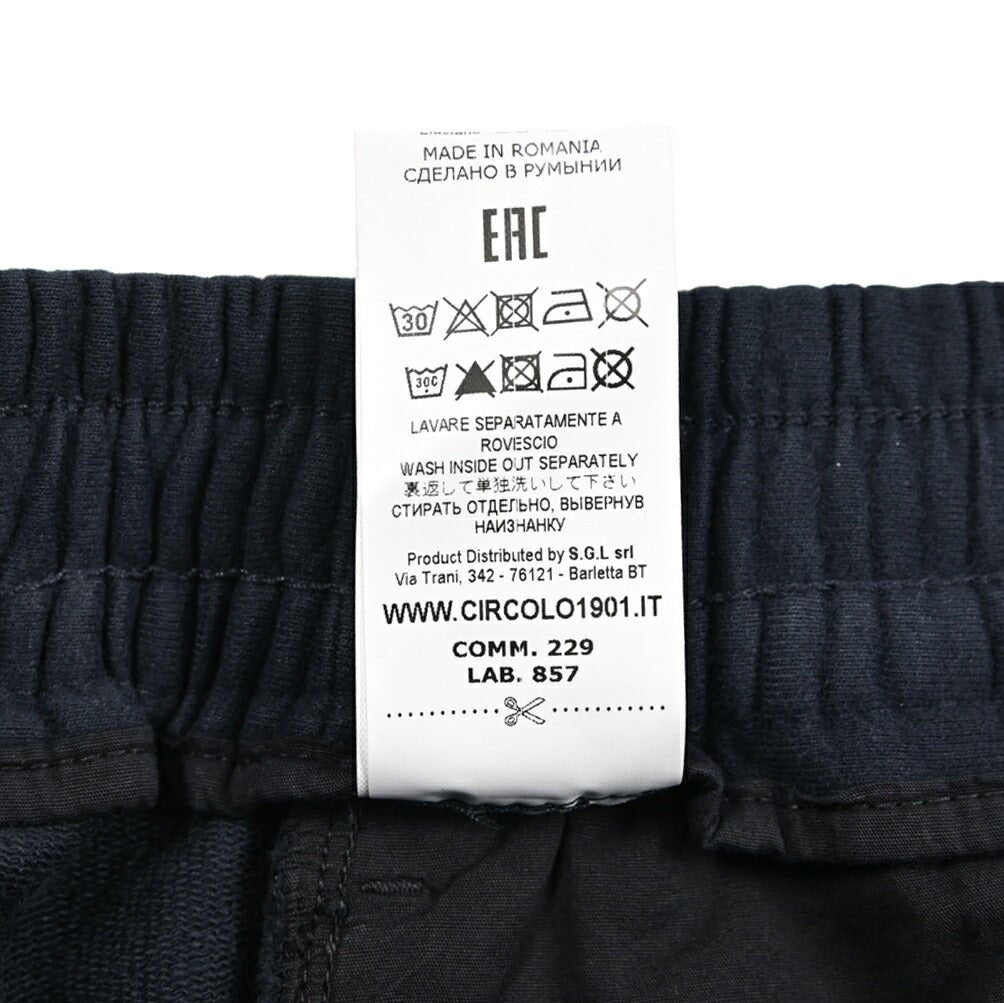 MADE IN ROMANIA
СДЕЛАНО В РУМЫНИИ
EAC
30
30C
LAVARE SEPARATAMENTE A
ROVESCIO
WASH INSIDE OUT SEPARATELY
裏返して単独洗いして下さい
СТИРАТЬ ОТДЕЛЬНО, ВЫВЕРНУВ
НАИЗНАНКУ
Product Distributed by S.G.L srl
Via Trani, 342 - 76121 - Barletta BT
WWW.CIRCOLO1901.IT
COMM. 229
LAB. 857